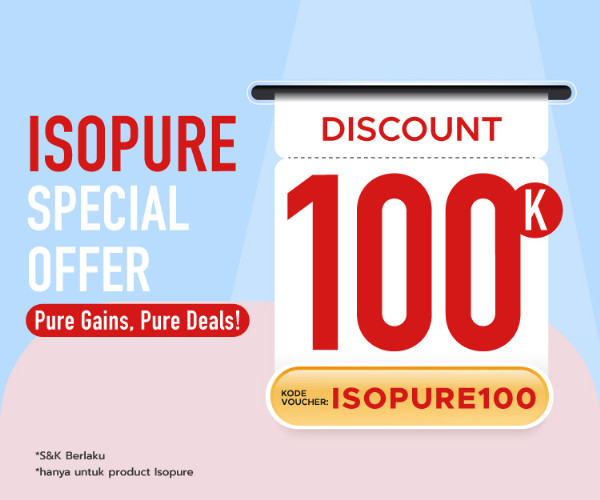 ISOPURE
SPECIAL
OFFER
Pure Gains, Pure Deals!
DISCOUNT
100K
KODE
VOUCHER: ISOPURE100
*S&K Berlaku
*hanya untuk product Isopure